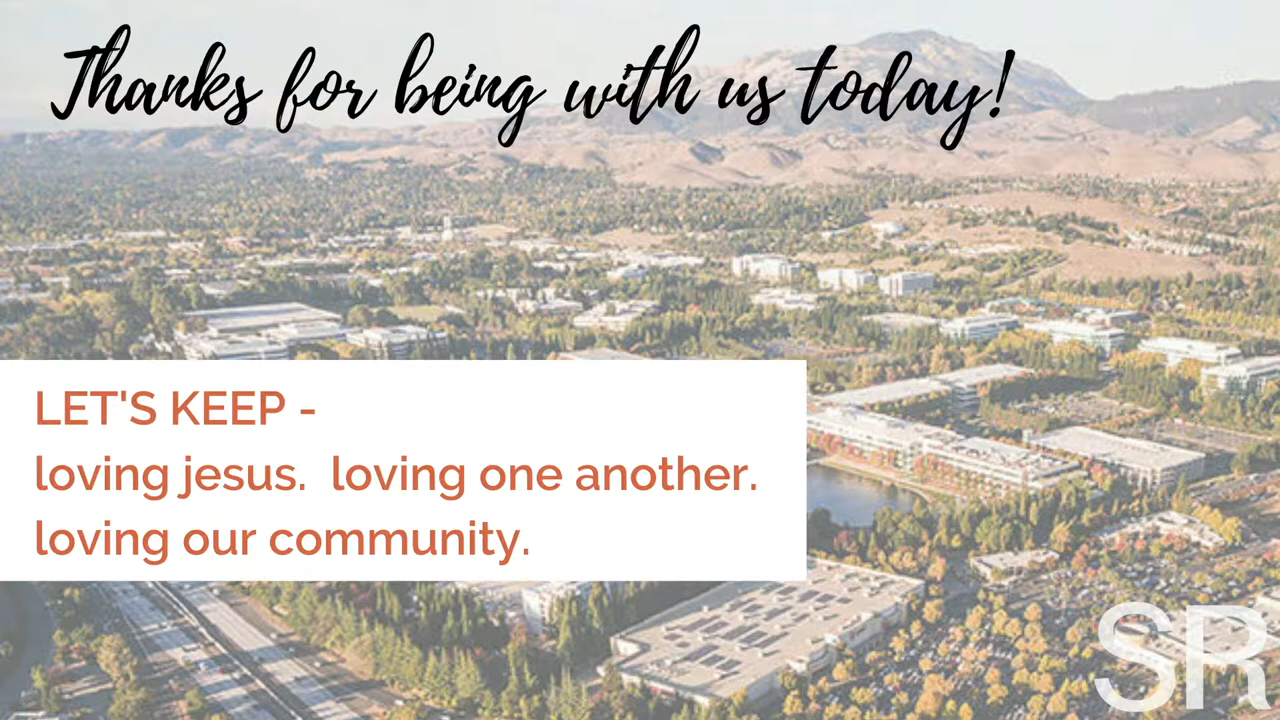 Thanks for being with us today!
LET'S KEEP -
loving jesus.  loving one another.
loving our community.
SR